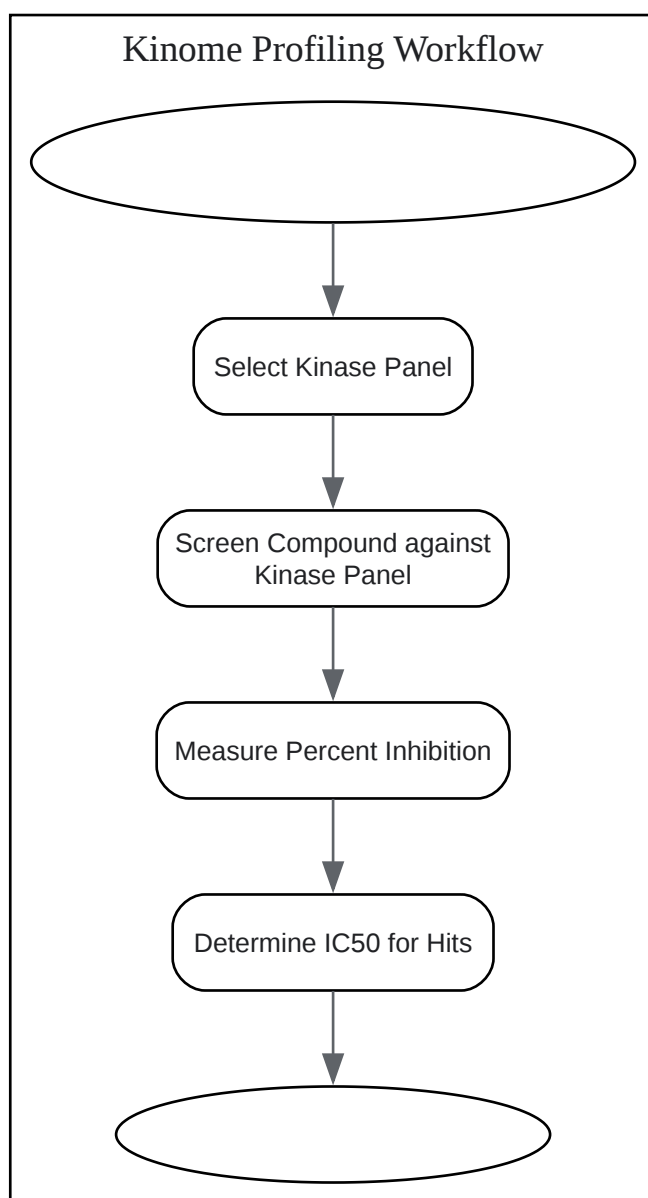 Kinome Profiling Workflow
Select Kinase Panel
Screen Compound against
Kinase Panel
Measure Percent Inhibition
Determine IC50 for Hits